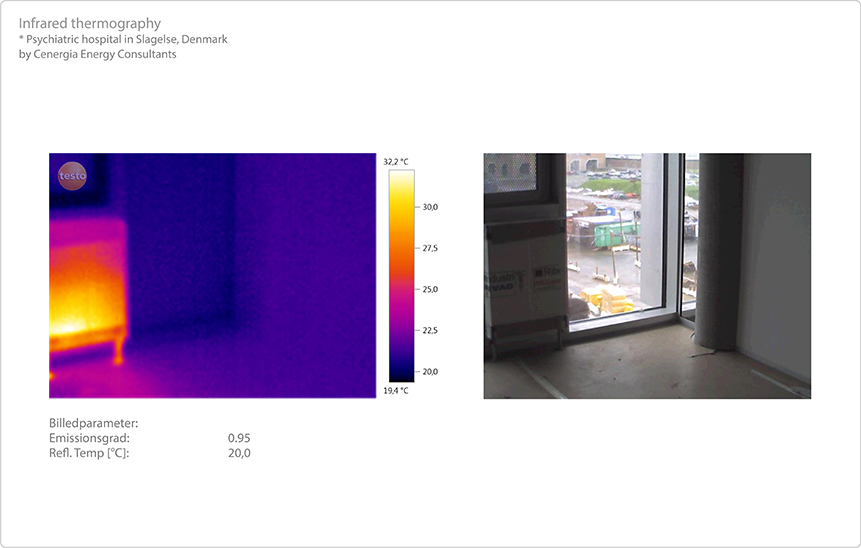 Infrared thermography
* Psychiatric hospital in Slagelse, Denmark
by Cenergia Energy Consultants
testo
32,2 °C
30,0
27,5
25,0
22,5
20,0
19,4 °C
Billedparameter:
Emissionsgrad: 0.95
Refl. Temp [°C]: 20,0